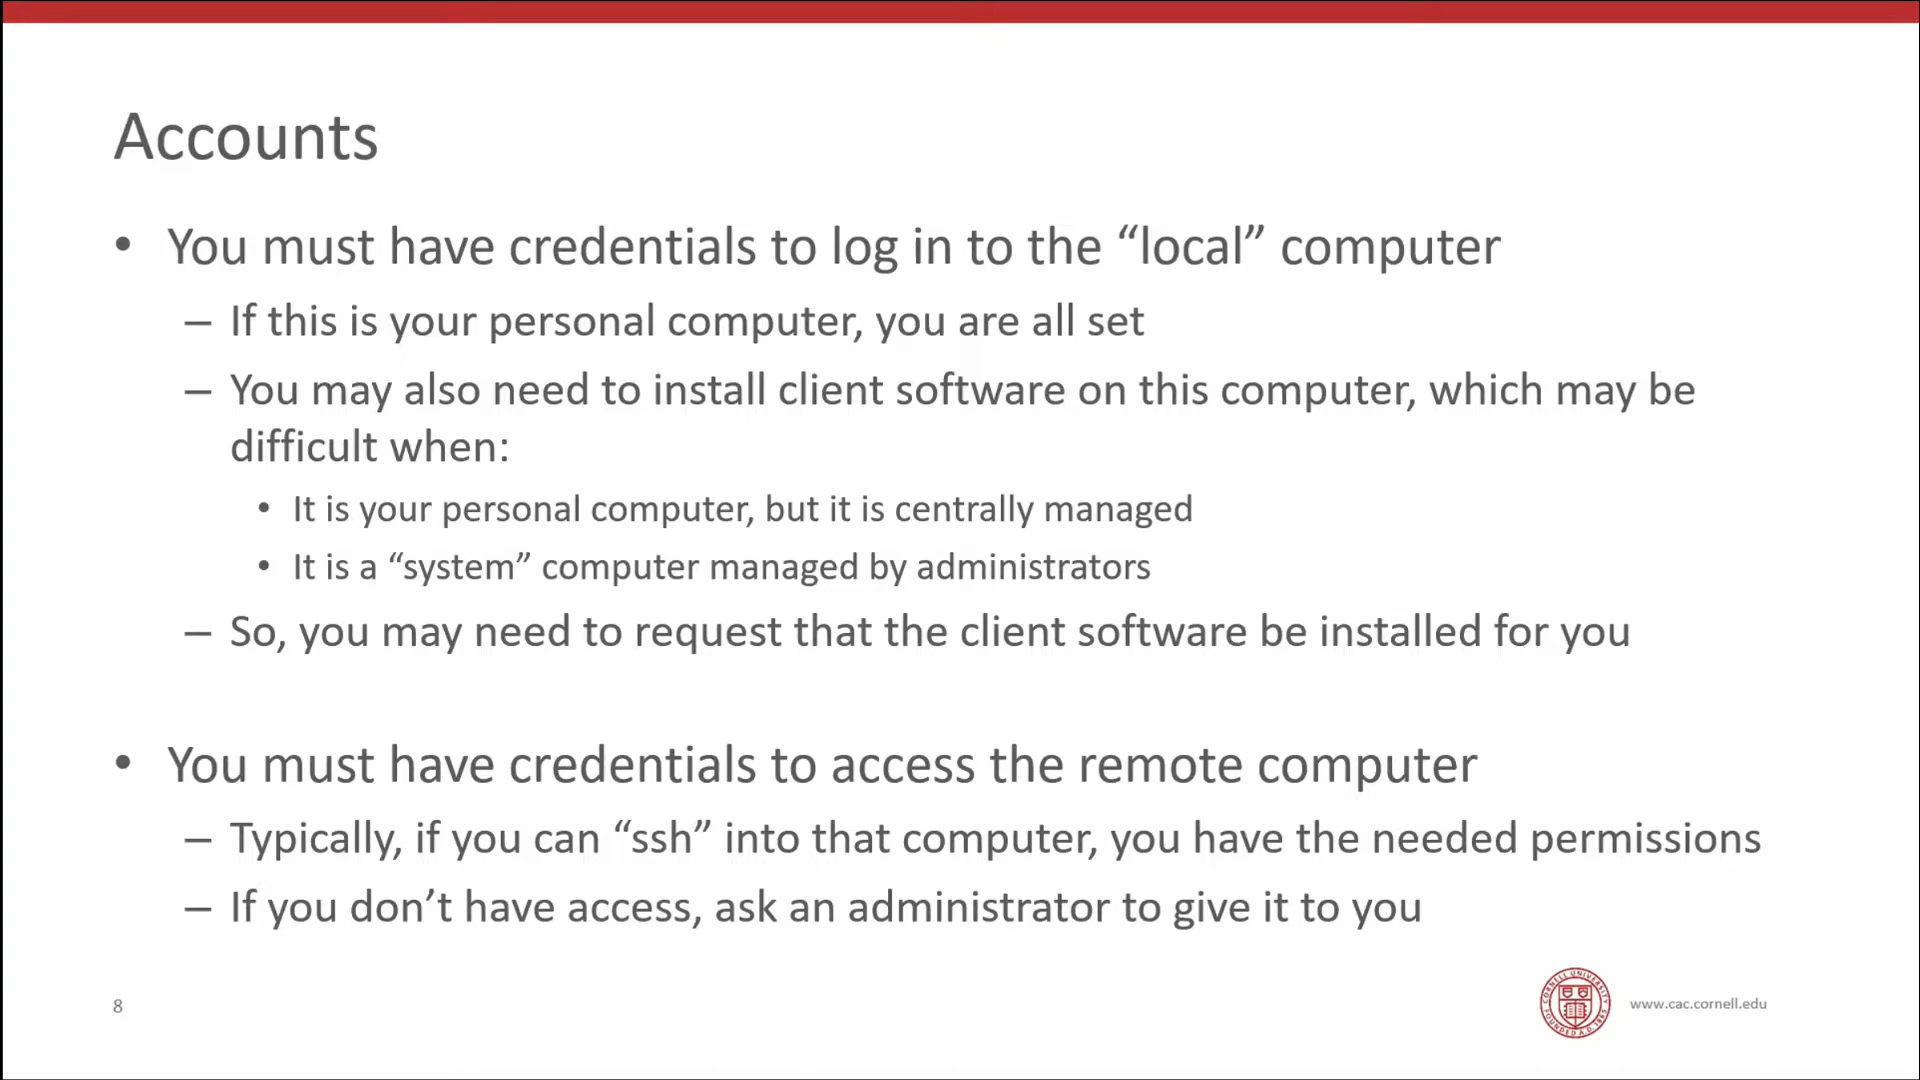 Accounts
• You must have credentials to log in to the “local” computer
– If this is your personal computer, you are all set
– You may also need to install client software on this computer, which may be
difficult when:
• It is your personal computer, but it is centrally managed
• It is a “system” computer managed by administrators
– So, you may need to request that the client software be installed for you
• You must have credentials to access the remote computer
– Typically, if you can “ssh” into that computer, you have the needed permissions
– If you don’t have access, ask an administrator to give it to you
8
CORNELL UNIVERSITY
FOUNDED A.D. 1865
www.cac.cornell.edu